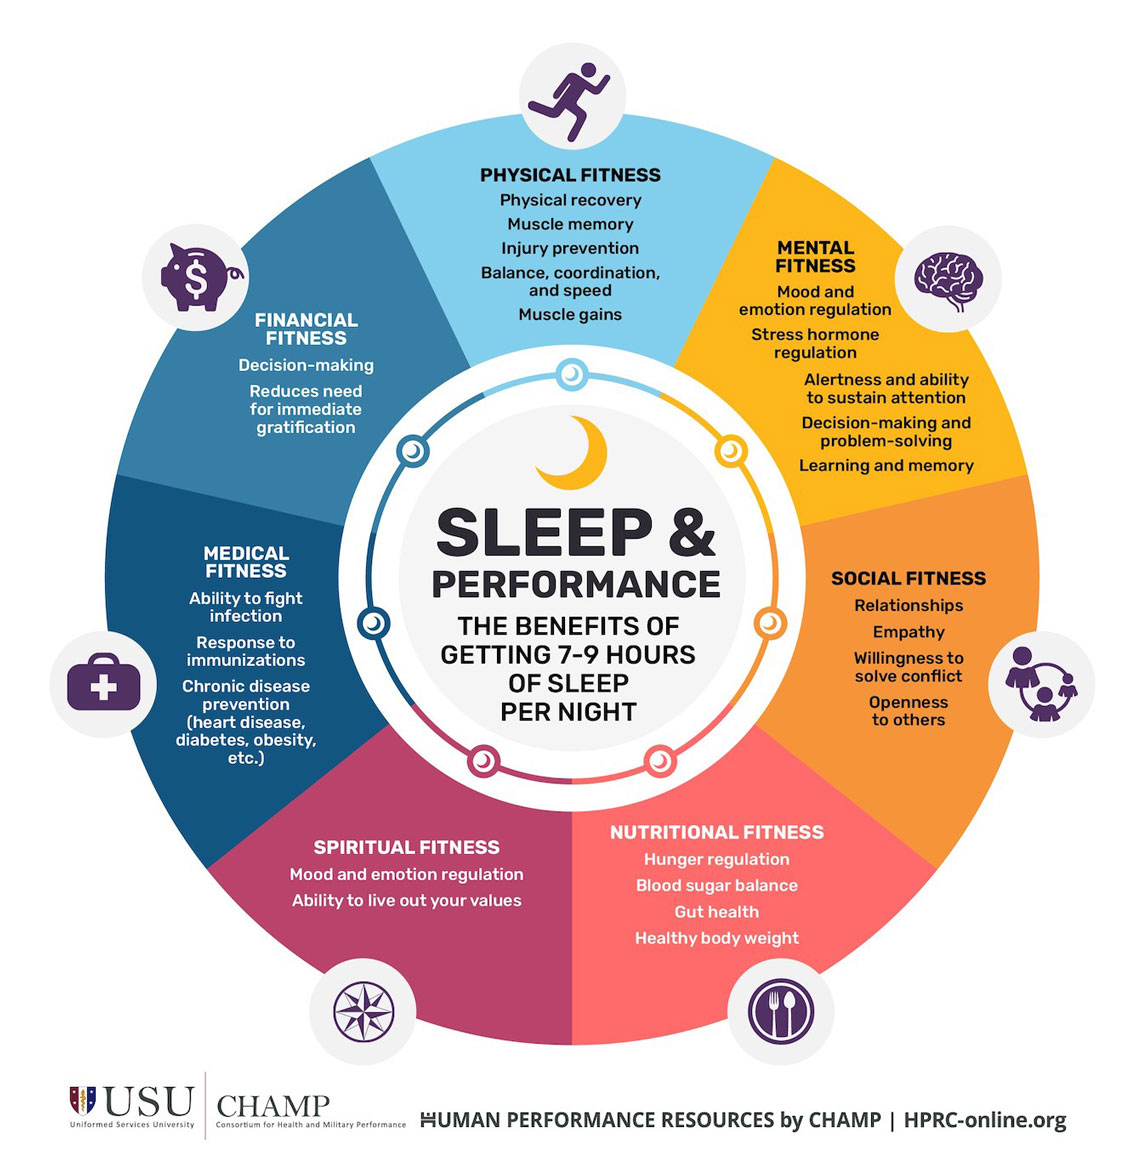 PHYSICAL FITNESS
Physical recovery
Muscle memory
Injury prevention
Balance, coordination,
and speed
Muscle gains
MENTAL
FITNESS
Mood and
emotion regulation
Stress hormone
regulation
Alertness and ability
to sustain attention
Decision-making and
problem-solving
Learning and memory
SOCIAL FITNESS
Relationships
Empathy
Willingness to
solve conflict
Openness
to others
NUTRITIONAL FITNESS
Hunger regulation
Blood sugar balance
Gut health
Healthy body weight
SPIRITUAL FITNESS
Mood and emotion regulation
Ability to live out your values
MEDICAL
FITNESS
Ability to fight
infection
Response to
immunizations
Chronic disease
prevention
(heart disease,
diabetes, obesity,
etc.)
$
FINANCIAL
FITNESS
Decision-making
Reduces need
for immediate
gratification
SLEEP &
PERFORMANCE
THE BENEFITS OF
GETTING 7-9 HOURS
OF SLEEP
PER NIGHT
USU
Uniformed Services University
CHAMP
Consortium for Health and Military Performance
HUMAN PERFORMANCE RESOURCES by CHAMP | HPRC-online.org